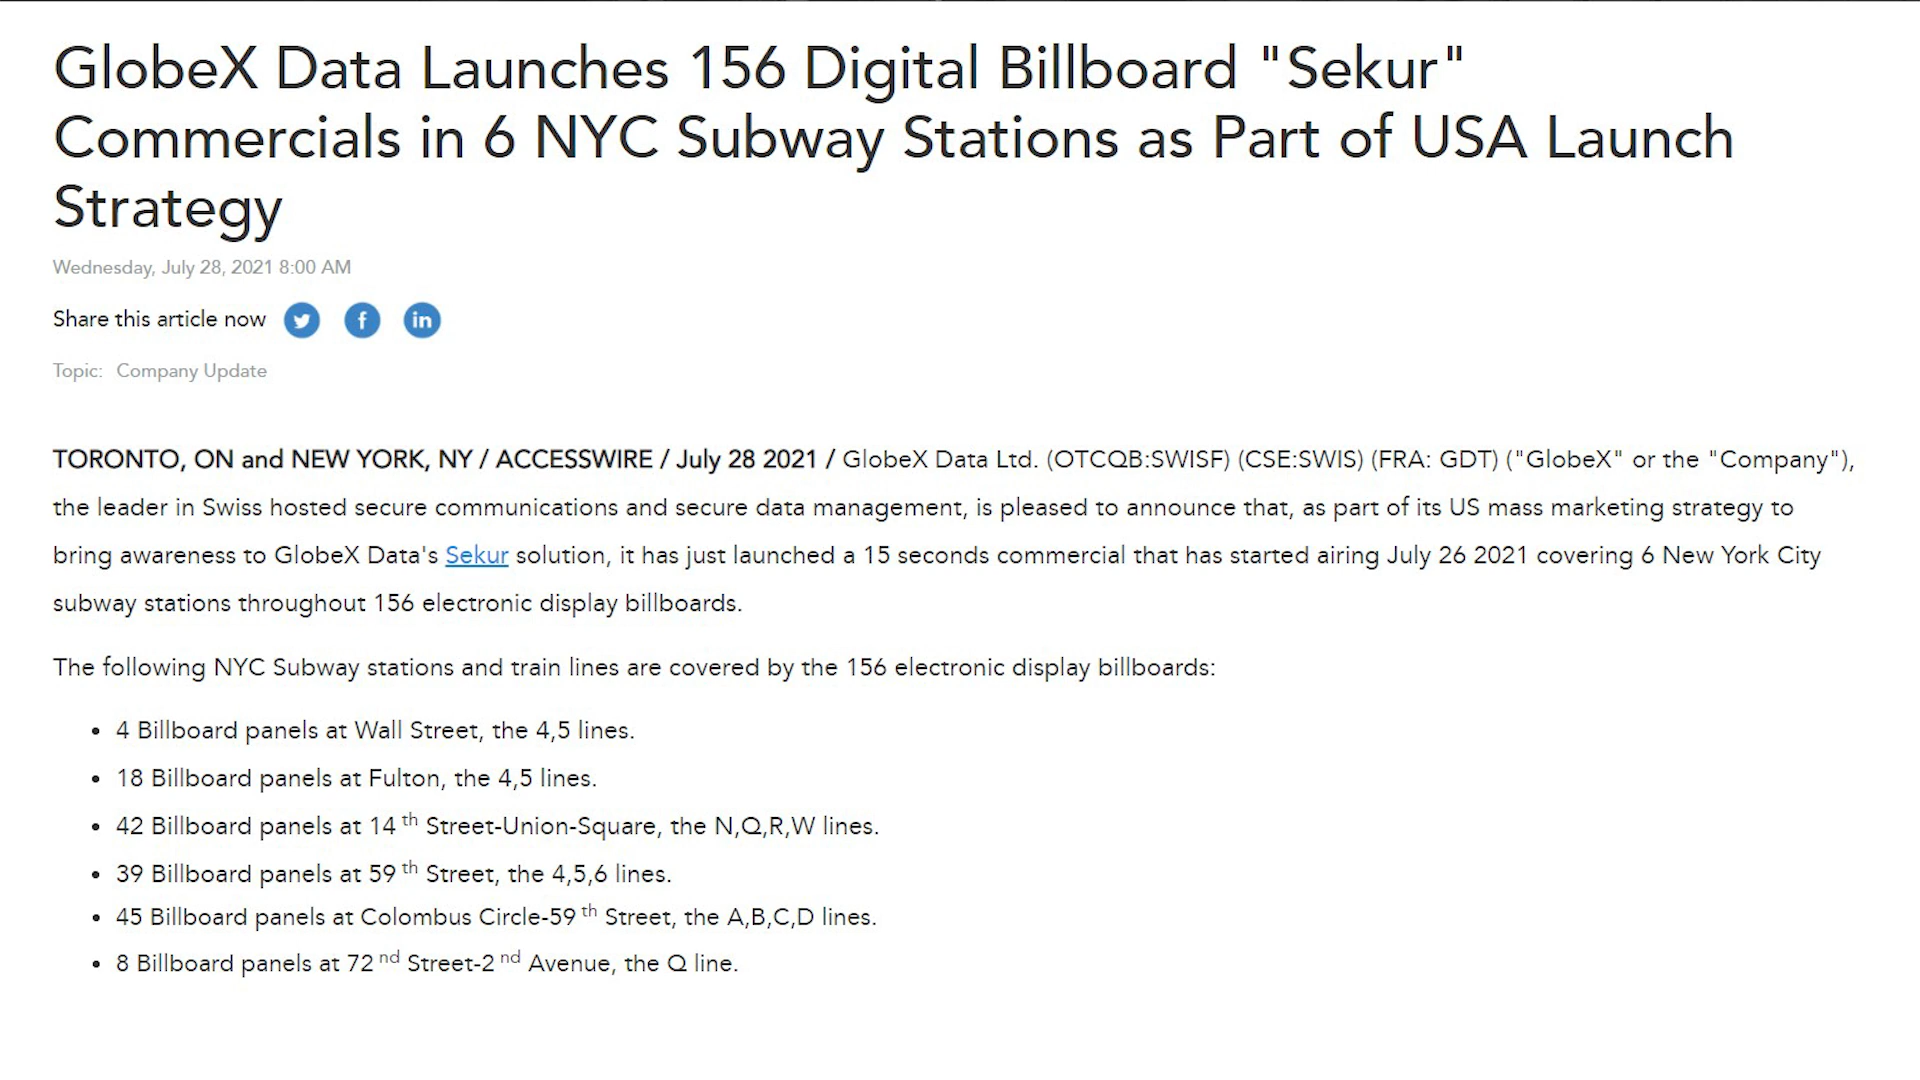 GlobeX Data Launches 156 Digital Billboard "Sekur"
Commercials in 6 NYC Subway Stations as Part of USA Launch
Strategy
Wednesday, July 28, 2021 8:00 AM
Share this article now
Topic: Company Update
TORONTO, ON and NEW YORK, NY / ACCESSWIRE / July 28 2021 / GlobeX Data Ltd. (OTCQB:SWISF) (CSE:SWIS) (FRA: GDT) ("GlobeX" or the "Company"),
the leader in Swiss hosted secure communications and secure data management, is pleased to announce that, as part of its US mass marketing strategy to
bring awareness to GlobeX Data's Sekur solution, it has just launched a 15 seconds commercial that has started airing July 26 2021 covering 6 New York City
subway stations throughout 156 electronic display billboards.
The following NYC Subway stations and train lines are covered by the 156 electronic display billboards:
• 4 Billboard panels at Wall Street, the 4,5 lines.
• 18 Billboard panels at Fulton, the 4,5 lines.
• 42 Billboard panels at 14 th Street-Union-Square, the N,Q,R,W lines.
• 39 Billboard panels at 59 th Street, the 4,5,6 lines.
• 45 Billboard panels at Colombus Circle-59 th Street, the A,B,C,D lines.
• 8 Billboard panels at 72 nd Street-2 nd Avenue, the Q line.